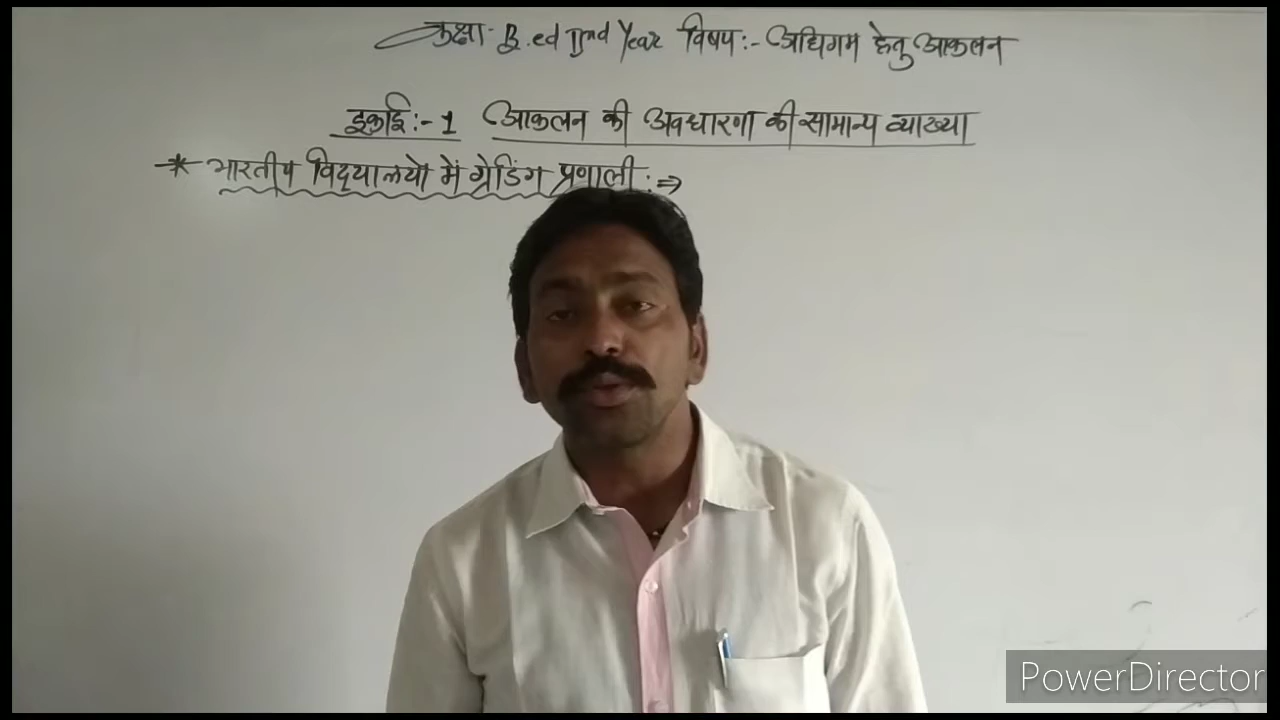 कक्षा- B.ed IInd Year विषय:- अधिगम हेतु आकलन
इकाई:- 1 आकलन की अवधारणा की सामान्य व्याख्या
* भारतीय विद्यालयों में ग्रेडिंग प्रणाली :⇒
PowerDirector